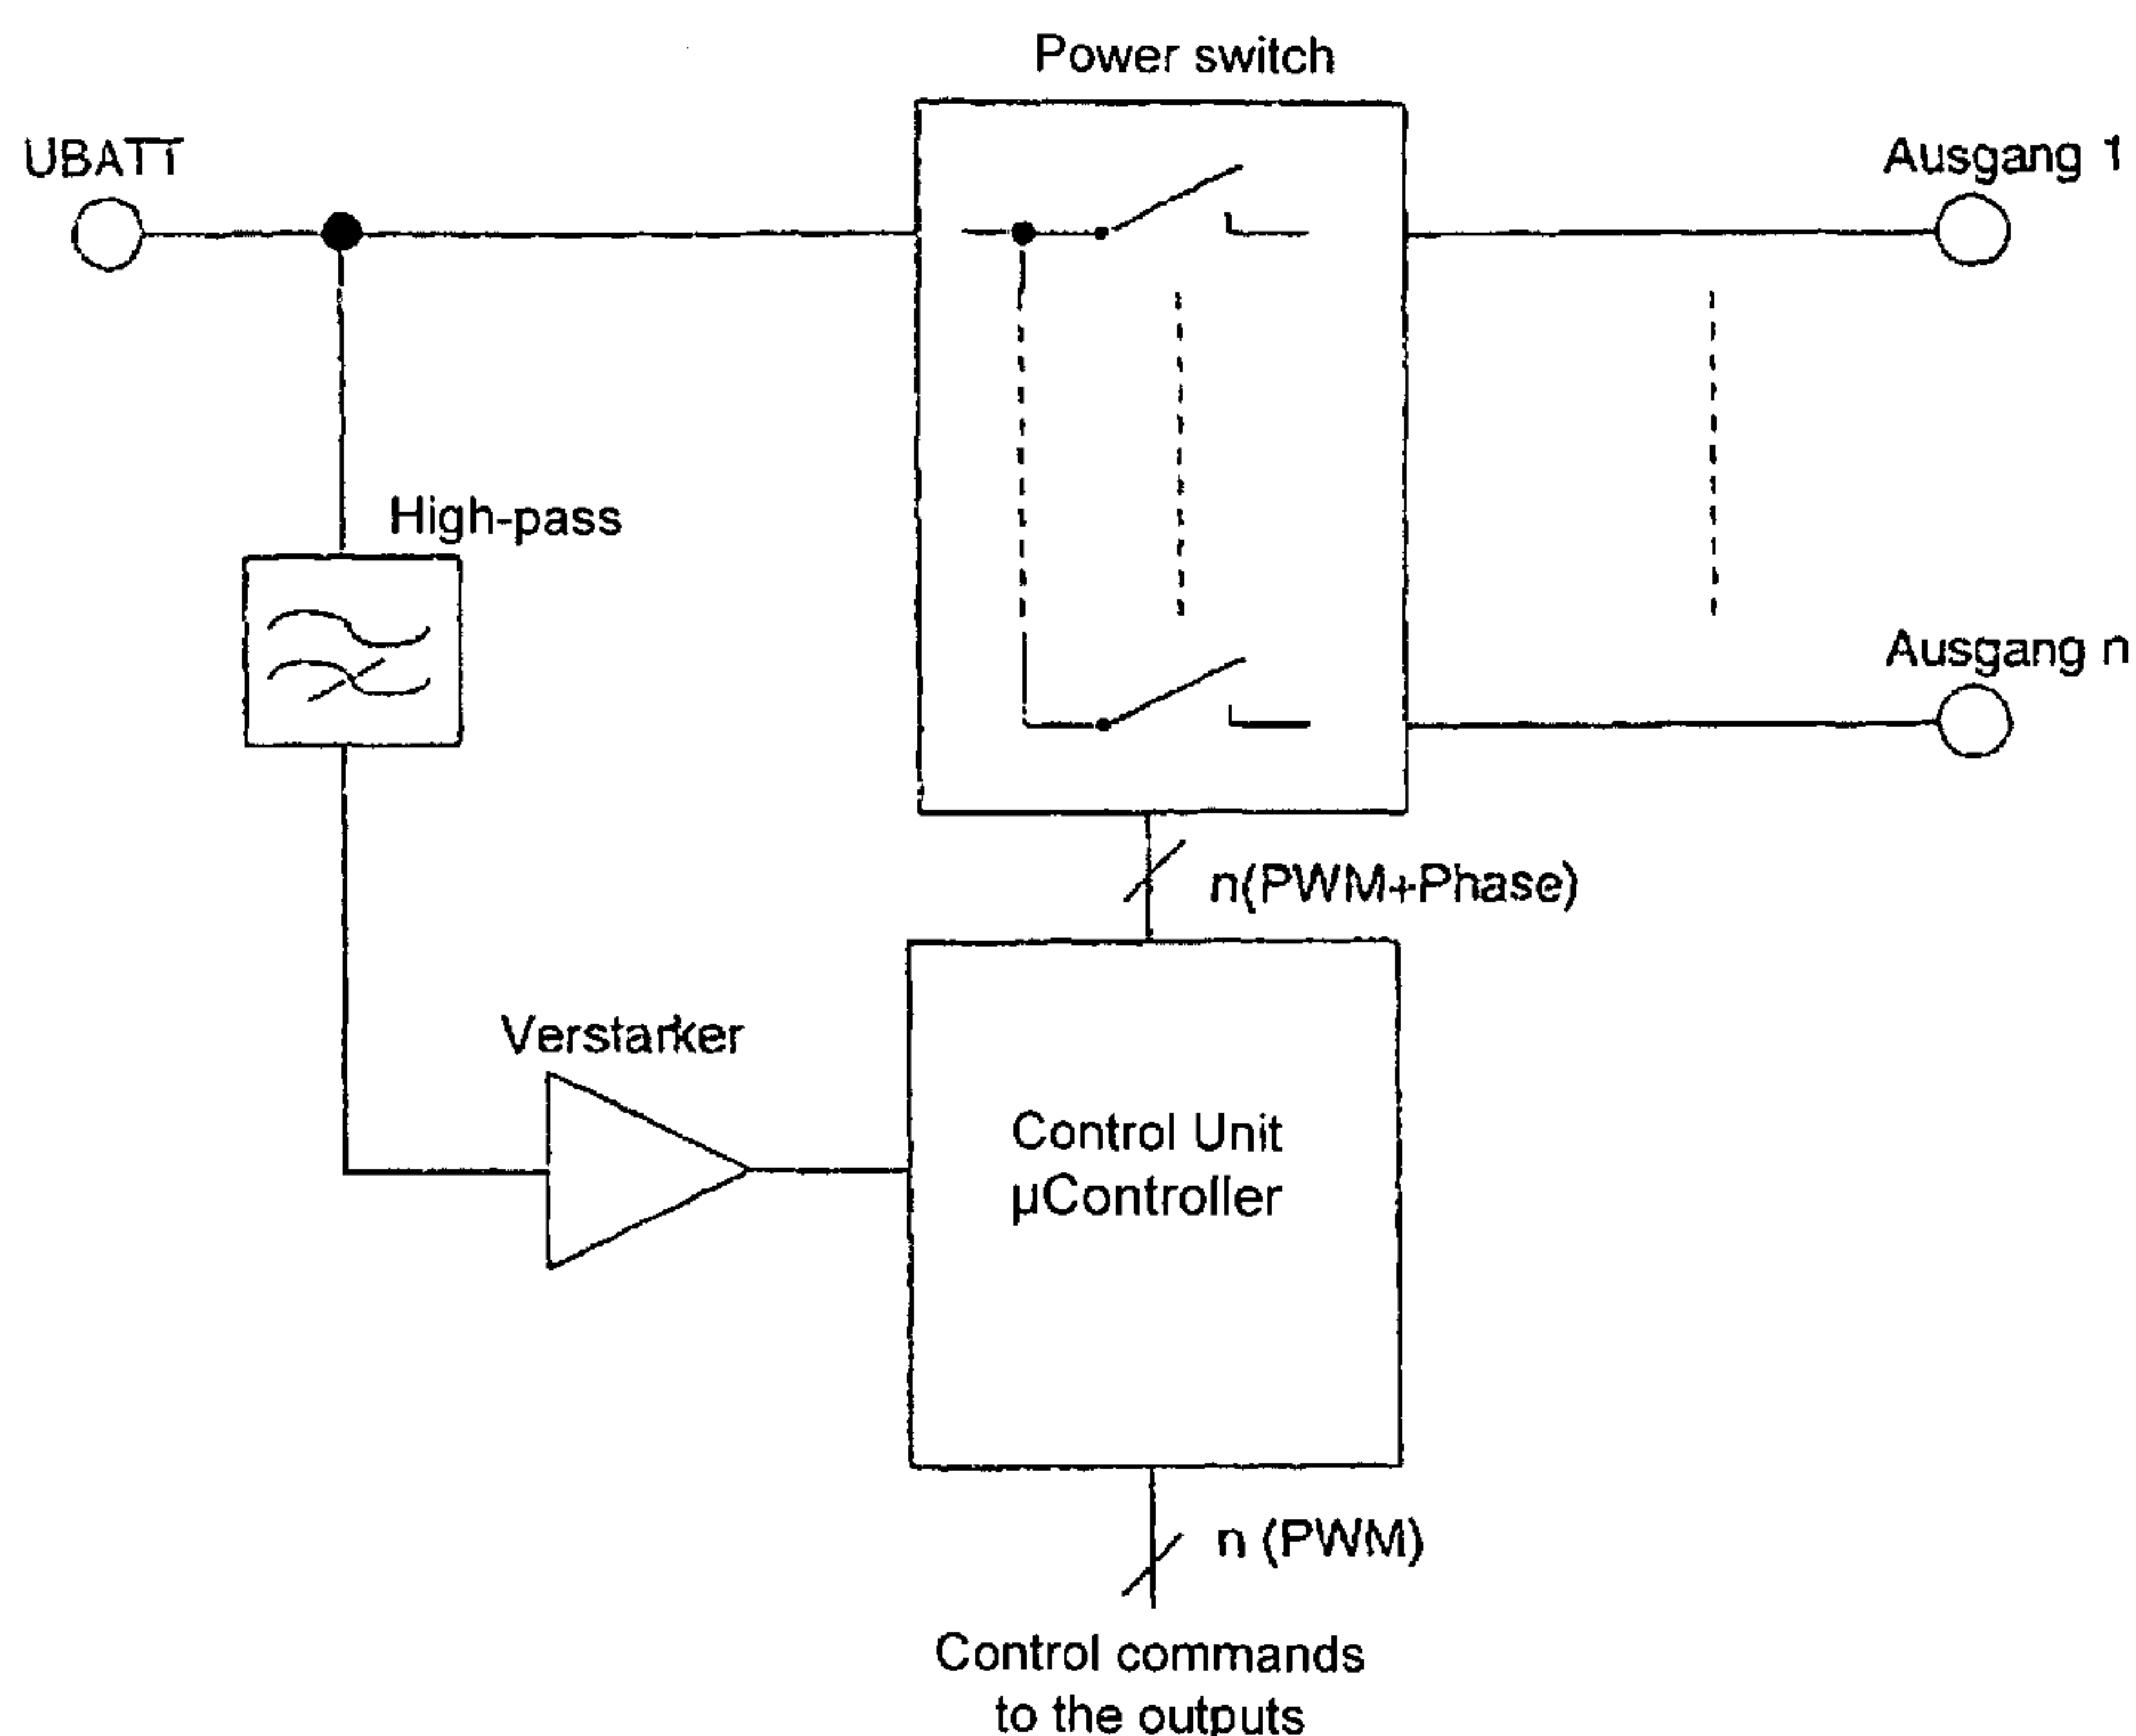 Power switch
UBATT
Ausgang 1
High-pass
Ausgang n
n(PWM+Phase)
Verstarker
Control Unit
µController
n (PWM)
Control commands
to the outputs